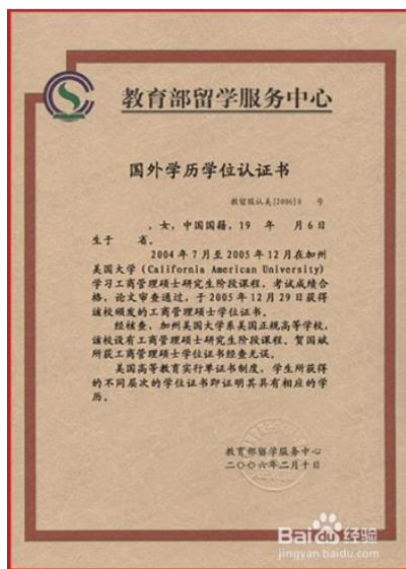 教育部留学服务中心
国外学历学位认证书
教留服认美[2006]0 号
，女，中国国籍，19 年 月6日
生于 省。
2004年7月至2005年12月在加州
美国大学（California American University）
学习工商管理硕士研究生阶段课程，考试成绩合
格，论文审查通过，于2005年12月29日获得
该校颁发的工商管理硕士学位证书。
经核查，加州美国大学系美国正规高等学校，
该校设有工商管理硕士研究生阶段课程。贺国斌
所获工商管理硕士学位证书经查无误。
美国高等教育实行单证书制度，学生所获得
的不同层次的学位证书即证明其具有相应的学
历。
教育部留学服务中心
二〇〇六年二月十日
Baidu经验
jingyan.baidu.com